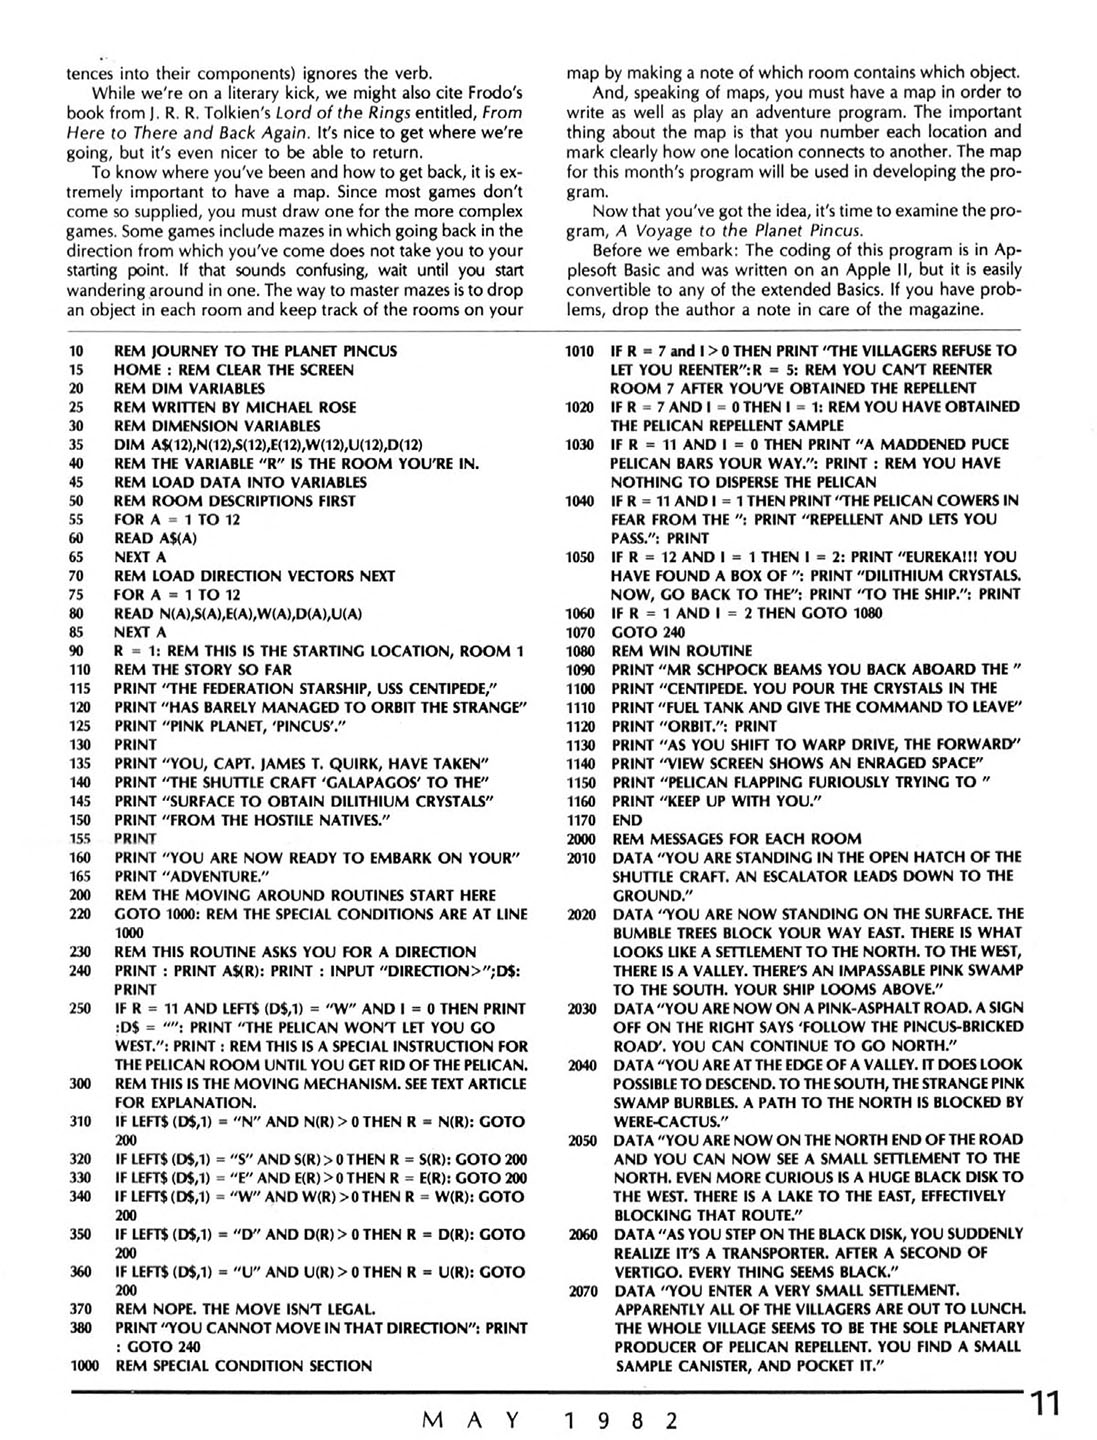 tences into their components) ignores the verb.
While we're on a literary kick, we might also cite Frodo's
book from J. R. R. Tolkien's Lord of the Rings entitled, From
Here to There and Back Again. It's nice to get where we're
going, but it's even nicer to be able to return.
To know where you've been and how to get back, it is ex-
tremely important to have a map. Since most games don't
come so supplied, you must draw one for the more complex
games. Some games include mazes in which going back in the
direction from which you've come does not take you to your
starting point. If that sounds confusing, wait until you start
wandering around in one. The way to master mazes is to drop
an object in each room and keep track of the rooms on your
map by making a note of which room contains which object.
And, speaking of maps, you must have a map in order to
write as well as play an adventure program. The important
thing about the map is that you number each location and
mark clearly how one location connects to another. The map
for this month's program will be used in developing the pro-
gram.
Now that you've got the idea, it's time to examine the pro-
gram, A Voyage to the Planet Pincus.
Before we embark: The coding of this program is in Ap-
plesoft Basic and was written on an Apple II, but it is easily
convertible to any of the extended Basics. If you have prob-
lems, drop the author a note in care of the magazine.
10 REM JOURNEY TO THE PLANET PINCUS
15 HOME : REM CLEAR THE SCREEN
20 REM DIM VARIABLES
25 REM WRITTEN BY MICHAEL ROSE
30 REM DIMENSION VARIABLES
35 DIM A$(12),N(12),S(12),E(12),W(12),U(12),D(12)
40 REM THE VARIABLE "R" IS THE ROOM YOU'RE IN.
45 REM LOAD DATA INTO VARIABLES
50 REM ROOM DESCRIPTIONS FIRST
55 FOR A = 1 TO 12
60 READ A$(A)
65 NEXT A
70 REM LOAD DIRECTION VECTORS NEXT
75 FOR A = 1 TO 12
80 READ N(A),S(A),E(A),W(A),D(A),U(A)
85 NEXT A
90 R = 1: REM THIS IS THE STARTING LOCATION, ROOM 1
110 REM THE STORY SO FAR
115 PRINT "THE FEDERATION STARSHIP, USS CENTIPEDE,"
120 PRINT "HAS BARELY MANAGED TO ORBIT THE STRANGE"
125 PRINT "PINK PLANET, 'PINCUS'."
130 PRINT
135 PRINT "YOU, CAPT. JAMES T. QUIRK, HAVE TAKEN"
140 PRINT "THE SHUTTLE CRAFT 'GALAPAGOS' TO THE"
145 PRINT "SURFACE TO OBTAIN DILITHIUM CRYSTALS"
150 PRINT "FROM THE HOSTILE NATIVES."
155 PRINT
160 PRINT "YOU ARE NOW READY TO EMBARK ON YOUR"
165 PRINT "ADVENTURE."
200 REM THE MOVING AROUND ROUTINES START HERE
220 GOTO 1000: REM THE SPECIAL CONDITIONS ARE AT LINE
1000
230 REM THIS ROUTINE ASKS YOU FOR A DIRECTION
240 PRINT : PRINT A$(R): PRINT : INPUT "DIRECTION>";D$:
PRINT
250 IF R = 11 AND LEFT$ (D$,1) = "W" AND I = 0 THEN PRINT
:D$ = "": PRINT "THE PELICAN WON'T LET YOU GO
WEST.": PRINT : REM THIS IS A SPECIAL INSTRUCTION FOR
THE PELICAN ROOM UNTIL YOU GET RID OF THE PELICAN.
300 REM THIS IS THE MOVING MECHANISM. SEE TEXT ARTICLE
FOR EXPLANATION.
310 IF LEFT$ (D$,1) = "N" AND N(R) > 0 THEN R = N(R): GOTO
200
320 IF LEFT$ (D$,1) = "S" AND S(R) > 0 THEN R = S(R): GOTO 200
330 IF LEFT$ (D$,1) = "E" AND E(R) > 0 THEN R = E(R): GOTO 200
340 IF LEFT$ (D$,1) = "W" AND W(R) > 0 THEN R = W(R): GOTO
200
350 IF LEFT$ (D$,1) = "D" AND D(R) > 0 THEN R = D(R): GOTO
200
360 IF LEFT$ (D$,1) = "U" AND U(R) > 0 THEN R = U(R): GOTO
200
370 REM NOPE. THE MOVE ISN'T LEGAL.
380 PRINT "YOU CANNOT MOVE IN THAT DIRECTION": PRINT
: GOTO 240
1000 REM SPECIAL CONDITION SECTION
1010 IF R = 7 and I > 0 THEN PRINT "THE VILLAGERS REFUSE TO
LET YOU REENTER":R = 5: REM YOU CAN'T REENTER
ROOM 7 AFTER YOU'VE OBTAINED THE REPELLENT
1020 IF R = 7 AND I = 0 THEN I = 1: REM YOU HAVE OBTAINED
THE PELICAN REPELLENT SAMPLE
1030 IF R = 11 AND I = 0 THEN PRINT "A MADDENED PUCE
PELICAN BARS YOUR WAY.": PRINT : REM YOU HAVE
NOTHING TO DISPERSE THE PELICAN
1040 IF R = 11 AND I = 1 THEN PRINT "THE PELICAN COWERS IN
FEAR FROM THE ": PRINT "REPELLENT AND LETS YOU
PASS.": PRINT
1050 IF R = 12 AND I = 1 THEN I = 2: PRINT "EUREKA!!! YOU
HAVE FOUND A BOX OF ": PRINT "DILITHIUM CRYSTALS.
NOW, GO BACK TO THE": PRINT "TO THE SHIP.": PRINT
1060 IF R = 1 AND I = 2 THEN GOTO 1080
1070 GOTO 240
1080 REM WIN ROUTINE
1090 PRINT "MR SCHPOCK BEAMS YOU BACK ABOARD THE "
1100 PRINT "CENTIPEDE. YOU POUR THE CRYSTALS IN THE
1110 PRINT "FUEL TANK AND GIVE THE COMMAND TO LEAVE"
1120 PRINT "ORBIT.": PRINT
1130 PRINT "AS YOU SHIFT TO WARP DRIVE, THE FORWARD"
1140 PRINT "VIEW SCREEN SHOWS AN ENRAGED SPACE"
1150 PRINT "PELICAN FLAPPING FURIOUSLY TRYING TO "
1160 PRINT "KEEP UP WITH YOU."
1170 END
2000 REM MESSAGES FOR EACH ROOM
2010 DATA "YOU ARE STANDING IN THE OPEN HATCH OF THE
SHUTTLE CRAFT. AN ESCALATOR LEADS DOWN TO THE
GROUND."
2020 DATA "YOU ARE NOW STANDING ON THE SURFACE. THE
BUMBLE TREES BLOCK YOUR WAY EAST. THERE IS WHAT
LOOKS LIKE A SETTLEMENT TO THE NORTH. TO THE WEST,
THERE IS A VALLEY. THERE'S AN IMPASSABLE PINK SWAMP
TO THE SOUTH. YOUR SHIP LOOMS ABOVE."
2030 DATA "YOU ARE NOW ON A PINK-ASPHALT ROAD. A SIGN
OFF ON THE RIGHT SAYS 'FOLLOW THE PINCUS-BRICKED
ROAD'. YOU CAN CONTINUE TO GO NORTH."
2040 DATA "YOU ARE AT THE EDGE OF A VALLEY. IT DOES LOOK
POSSIBLE TO DESCEND. TO THE SOUTH, THE STRANGE PINK
SWAMP BURBLES. A PATH TO THE NORTH IS BLOCKED BY
WERE-CACTUS."
2050 DATA "YOU ARE NOW ON THE NORTH END OF THE ROAD
AND YOU CAN NOW SEE A SMALL SETTLEMENT TO THE
NORTH. EVEN MORE CURIOUS IS A HUGE BLACK DISK TO
THE WEST. THERE IS A LAKE TO THE EAST, EFFECTIVELY
BLOCKING THAT ROUTE."
2060 DATA "AS YOU STEP ON THE BLACK DISK, YOU SUDDENLY
REALIZE IT'S A TRANSPORTER. AFTER A SECOND OF
VERTIGO. EVERY THING SEEMS BLACK."
2070 DATA "YOU ENTER A VERY SMALL SETTLEMENT.
APPARENTLY ALL OF THE VILLAGERS ARE OUT TO LUNCH.
THE WHOLE VILLAGE SEEMS TO BE THE SOLE PLANETARY
PRODUCER OF PELICAN REPELLENT. YOU FIND A SMALL
SAMPLE CANISTER, AND POCKET IT."
MAY 1982
11